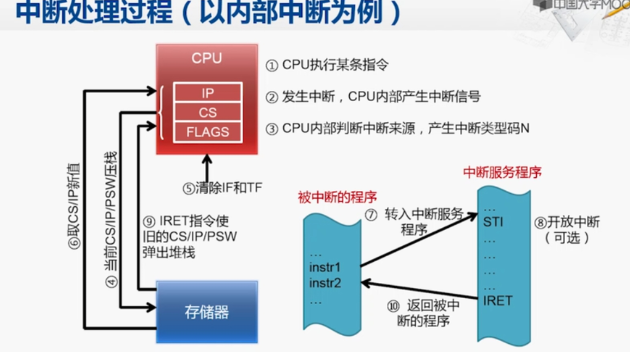 中断处理过程（以内部中断为例）
中国大学MOO
CPU
IP
CS
FLAGS
① CPU执行某条指令
② 发生中断，CPU内部产生中断信号
③ CPU内部判断中断来源，产生中断类型码N
⑤清除IF和TF
⑥取CS/IP新值
④ 当前CS/IP/PSW压栈
⑨ IRET指令使
旧的CS/IP/PSW
弹出堆栈
存储器
被中断的程序
…
instr1
instr2
…
⑦ 转入中断服务
程序
⑩ 返回被中
断的程序
中断服务程序
…
STI
…
…
…
…
IRET
⑧开放中断
（可选）